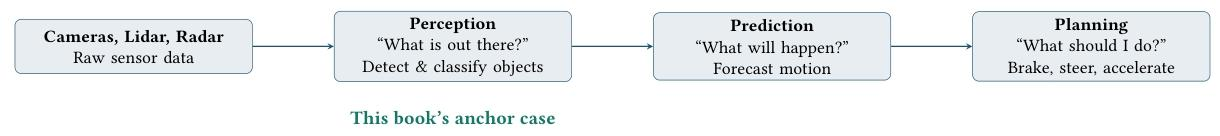 Cameras, Lidar, Radar
Raw sensor data
Perception
“What is out there?”
Detect & classify objects
Prediction
“What will happen?”
Forecast motion
Planning
“What should I do?”
Brake, steer, accelerate
This book’s anchor case